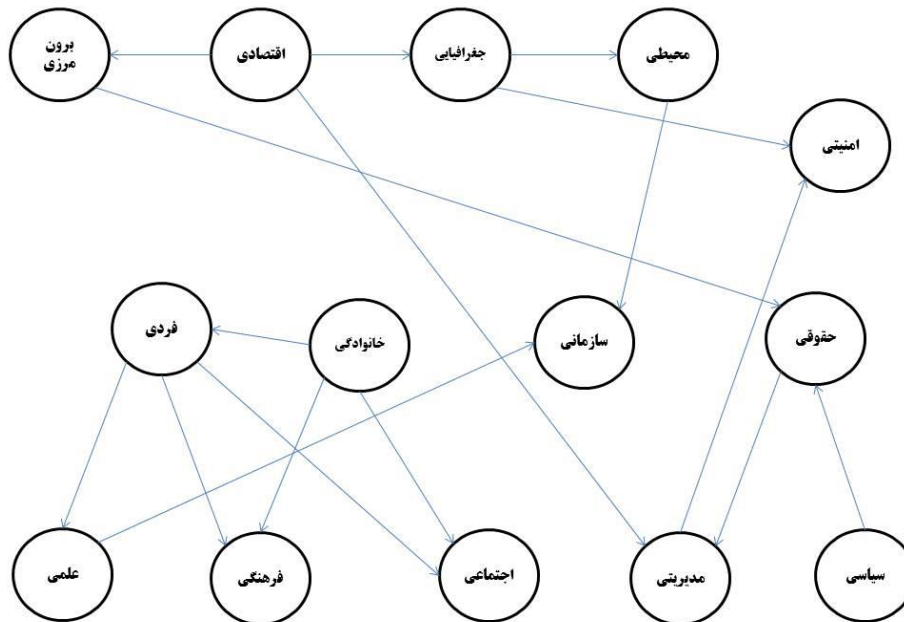 محیطی
جغرافیایی
اقتصادی
برون
مرزی
امنیتی
حقوقی
سازمانی
خانوادگی
فردی
سیاسی
مدیریتی
اجتماعی
فرهنگی
علمی